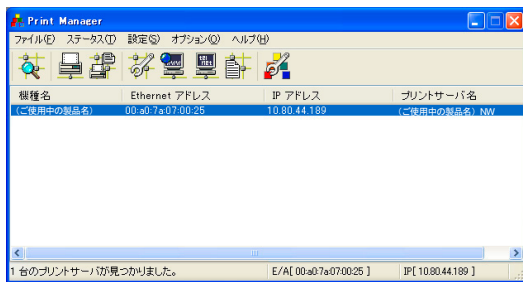 Print Manager
ファイル(F) ステータス(T) 設定(S) オプション(O) ヘルプ(H)
機種名 Ethernet アドレス IP アドレス プリントサーバ名
(ご使用中の製品名) 00:a0:7a:07:00:25 10.80.44.189 (ご使用中の製品名) NW
1 台のプリントサーバが見つかりました。 E/A[ 00:a0:7a:07:00:25 ] IP[ 10.80.44.189 ]